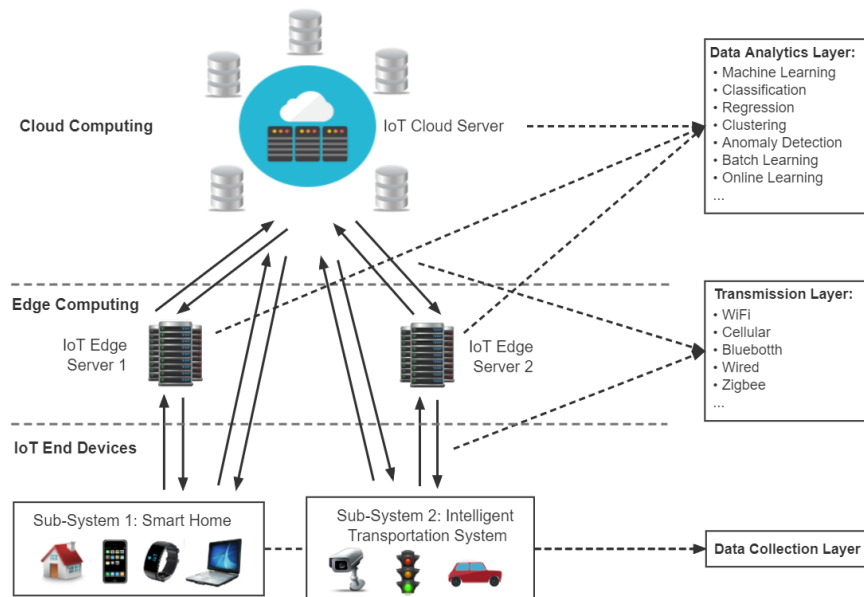 Cloud Computing
IoT Cloud Server
Data Analytics Layer:
• Machine Learning
• Classification
• Regression
• Clustering
• Anomaly Detection
• Batch Learning
• Online Learning
...
Edge Computing
IoT Edge
Server 1
IoT Edge
Server 2
Transmission Layer:
• WiFi
• Cellular
• Bluebotth
• Wired
• Zigbee
...
IoT End Devices
Sub-System 1: Smart Home
Sub-System 2: Intelligent
Transportation System
Data Collection Layer